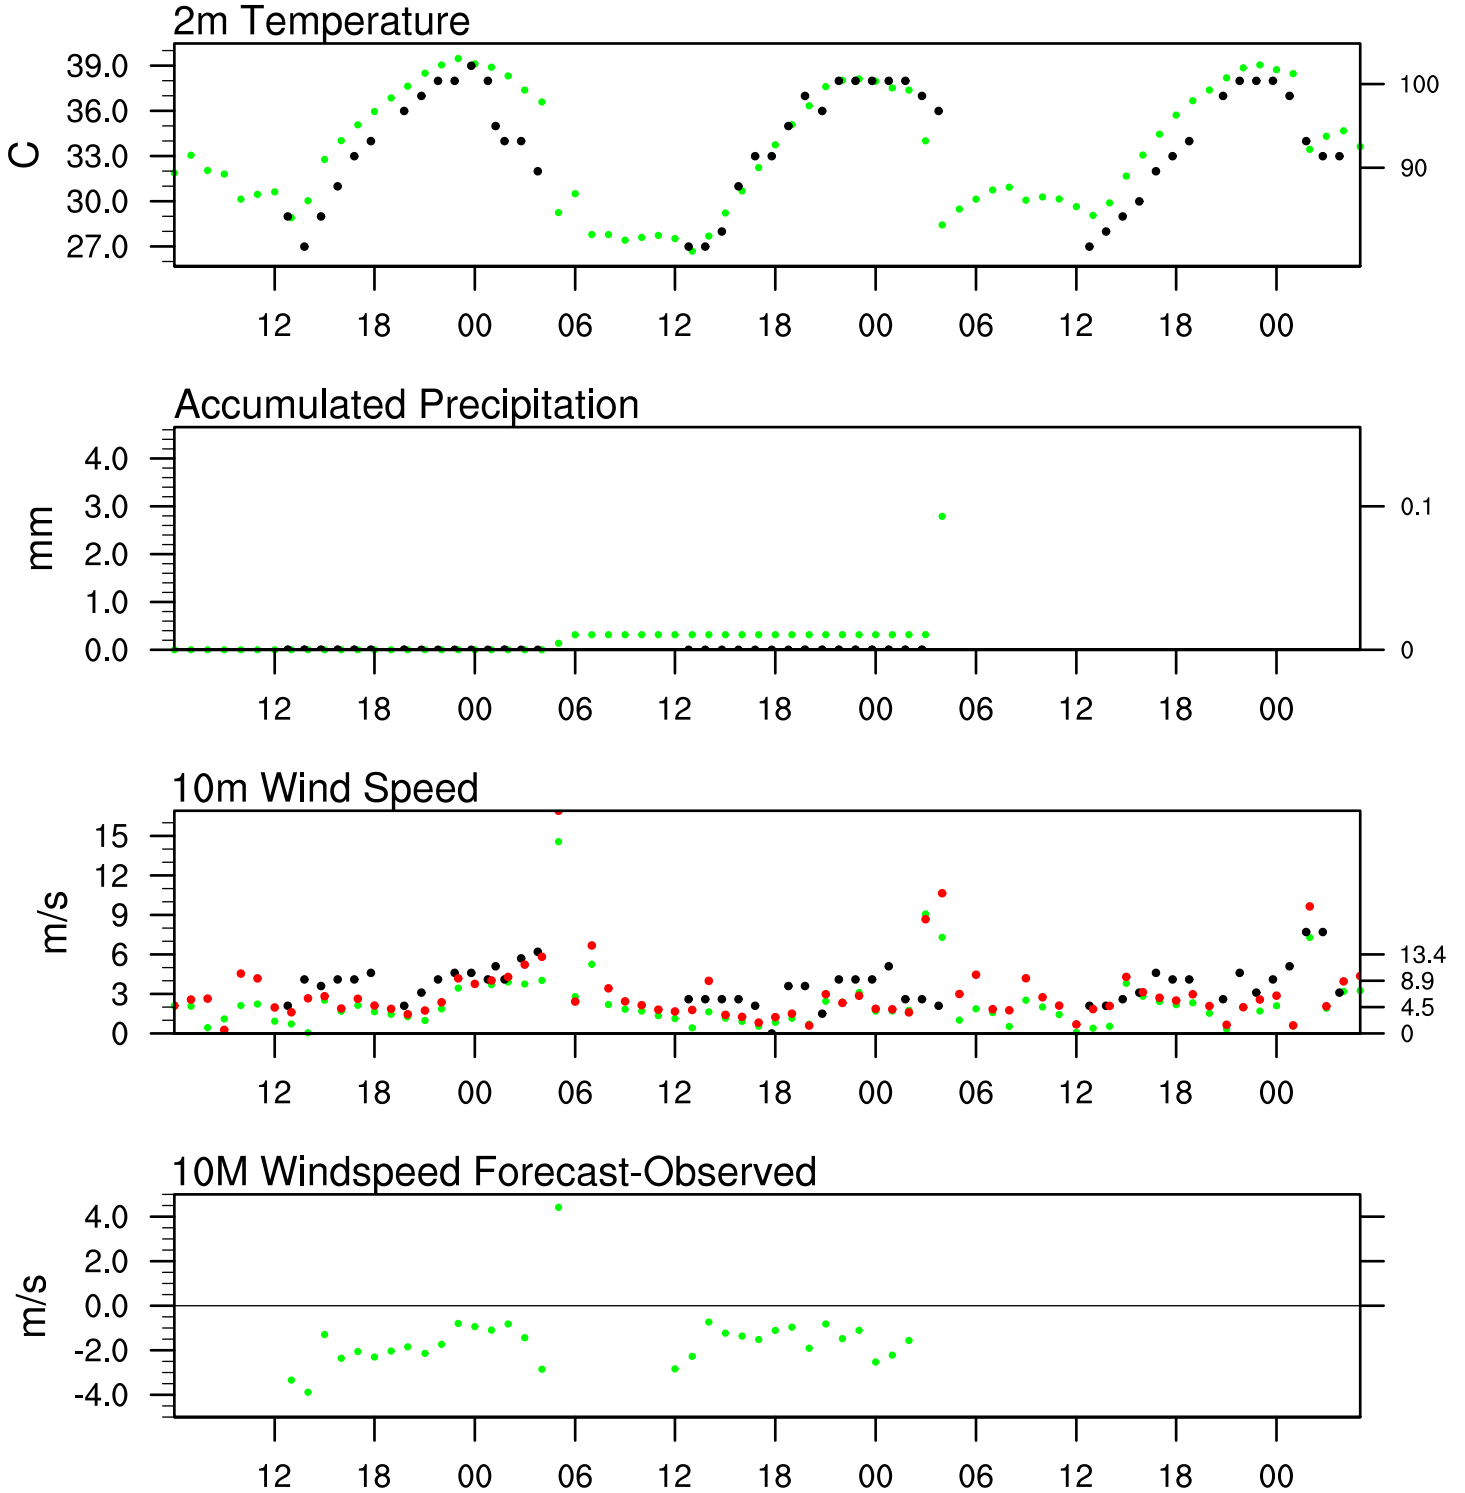 2m Temperature
39.0
36.0
33.0
30.0
27.0
C
100
90
12 18 00 06 12 18 00 06 12 18 00
Accumulated Precipitation
4.0
3.0
2.0
1.0
0.0
mm
0.1
0
12 18 00 06 12 18 00 06 12 18 00
10m Wind Speed
15
12
9
6
3
0
m/s
13.4
8.9
4.5
0
12 18 00 06 12 18 00 06 12 18 00
10M Windspeed Forecast-Observed
4.0
2.0
0.0
-2.0
-4.0
m/s
12 18 00 06 12 18 00 06 12 18 00